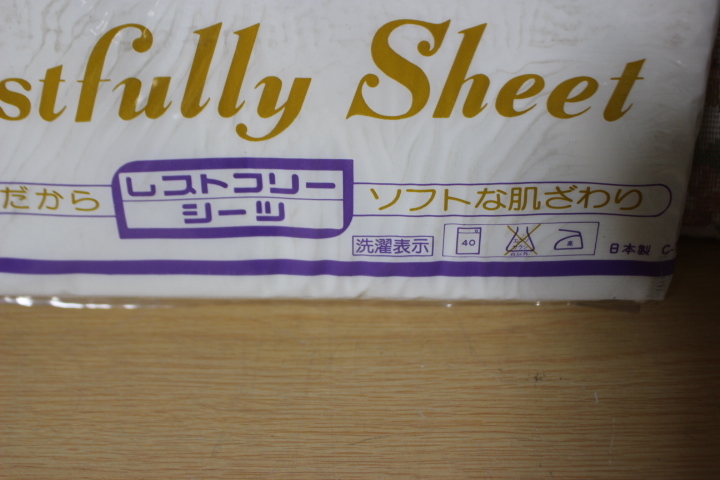 stfully Sheet
だから
レストフリー
シーツ
ソフトな肌ざわり
洗濯表示
40
日本製 C-